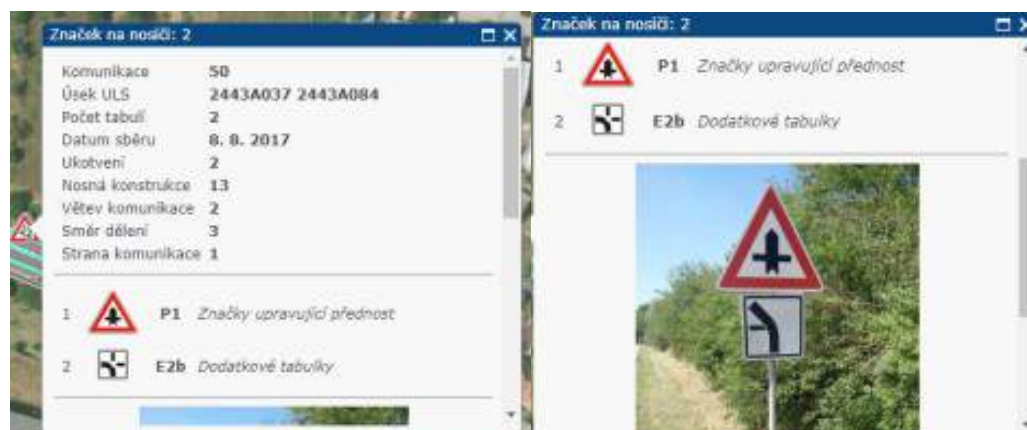 Značek na nosiči: 2
Komunikace 50
Úsek ULS 2443A037 2443A084
Počet tabulí 2
Datum sběru 8. 8. 2017
Ukotvení 2
Nosná konstrukce 13
Větev komunikace 2
Směr dělení 3
Strana komunikace 1
1 P1 Značky upravující přednost
2 E2b Dodatkové tabulky
Značek na nosiči: 2
1 P1 Značky upravující přednost
2 E2b Dodatkové tabulky